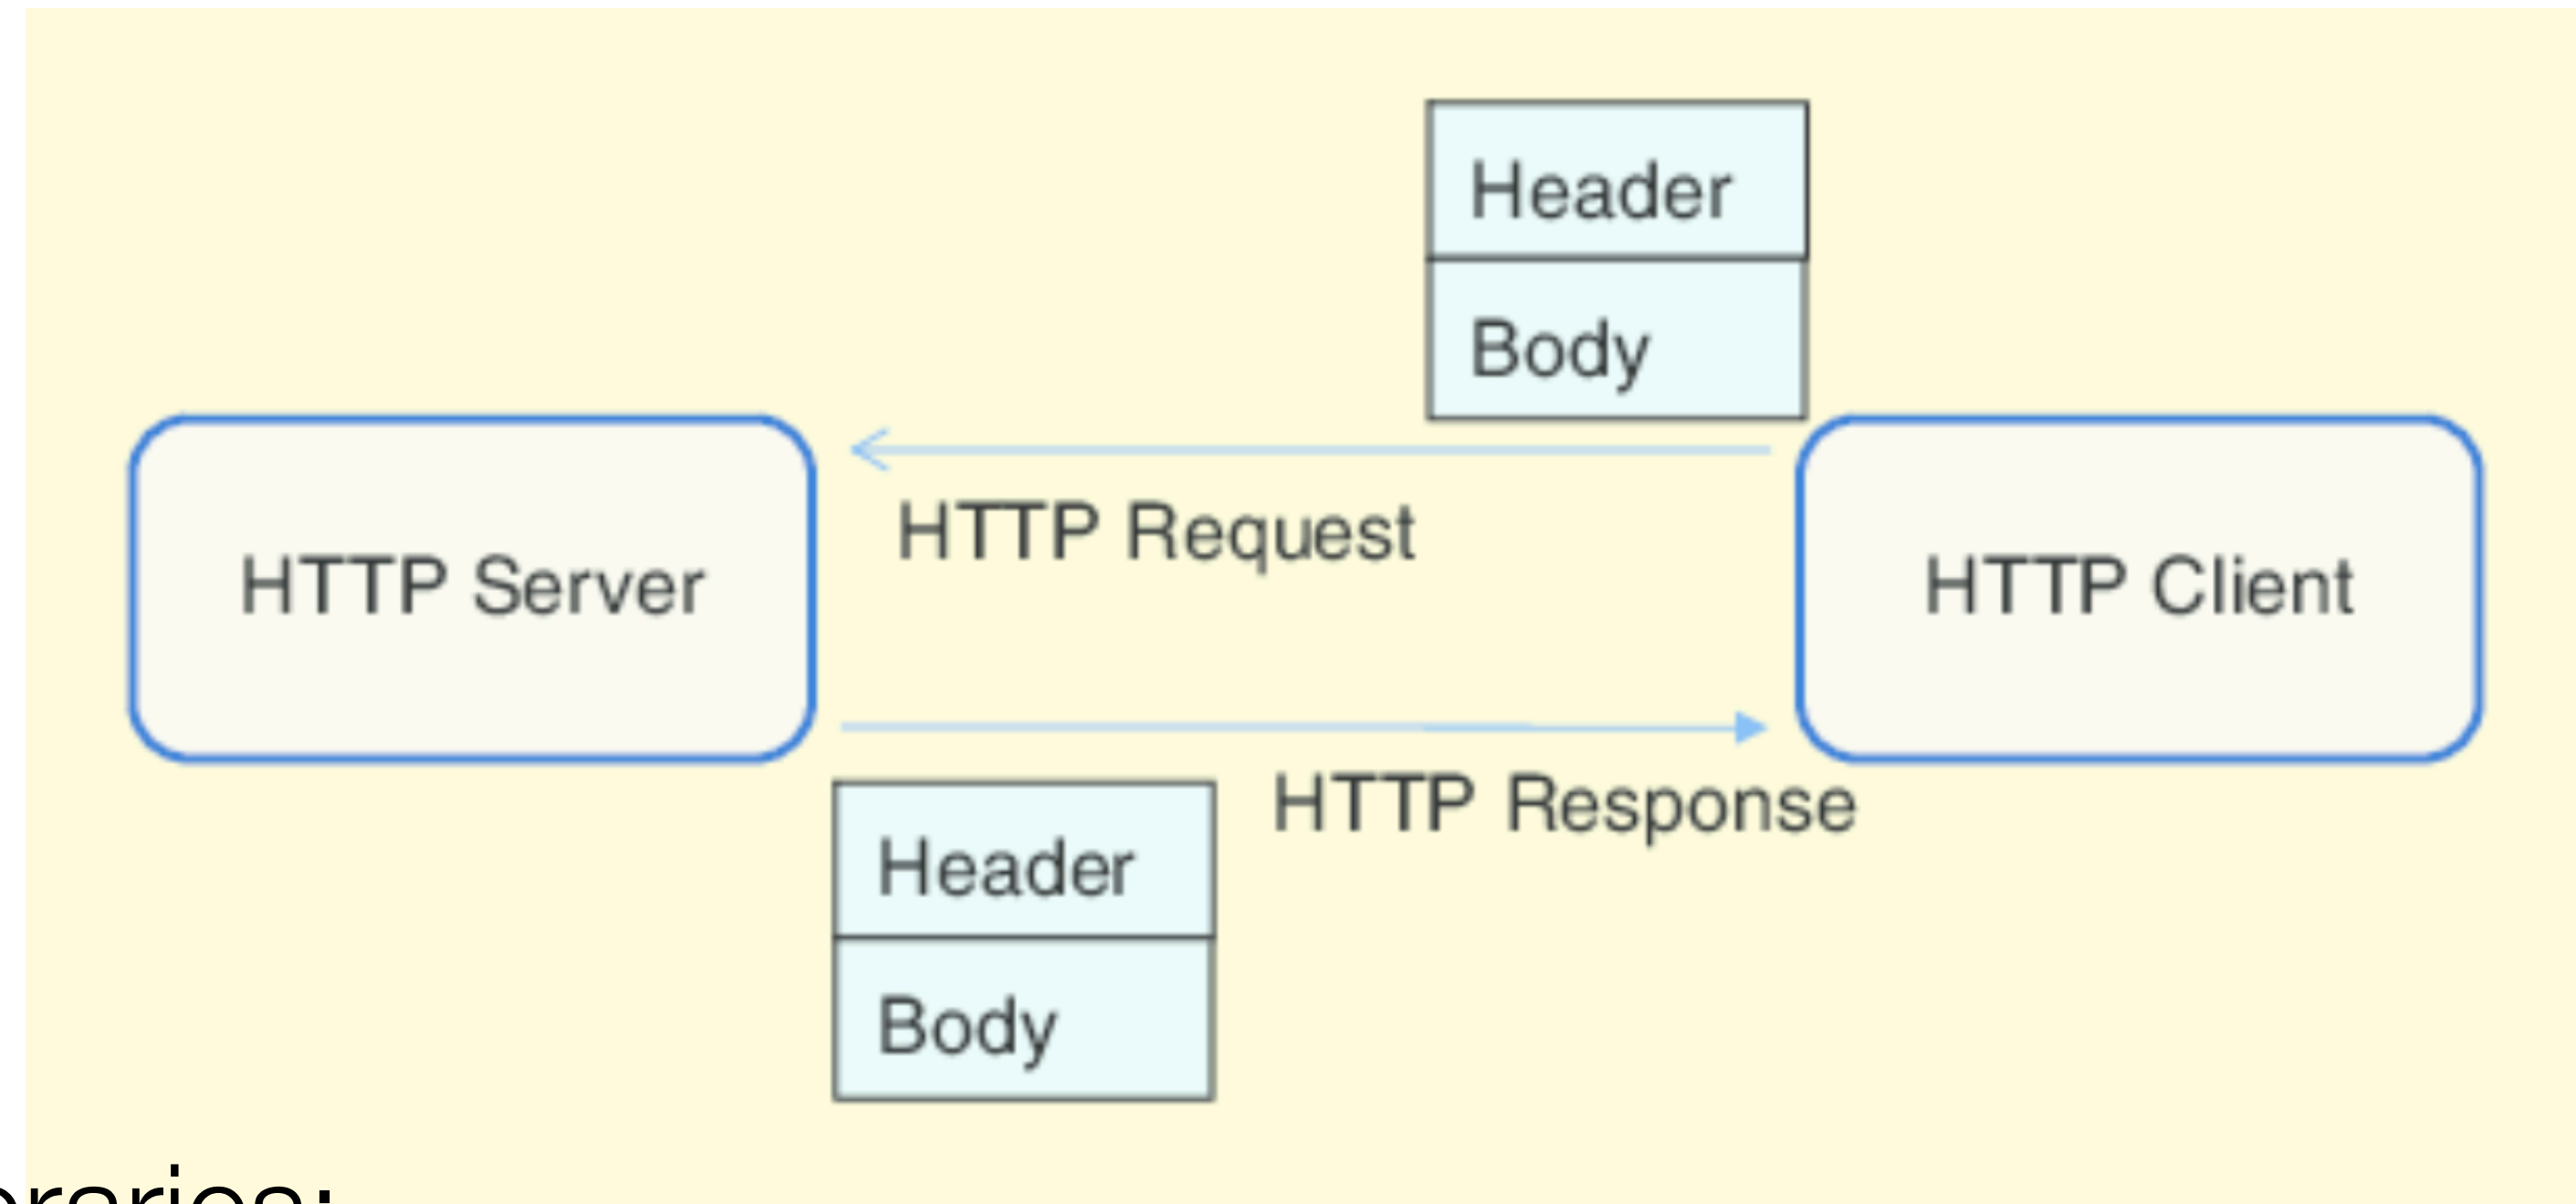 Header
Body
HTTP Request
HTTP Server
HTTP Client
HTTP Response
Header
Body